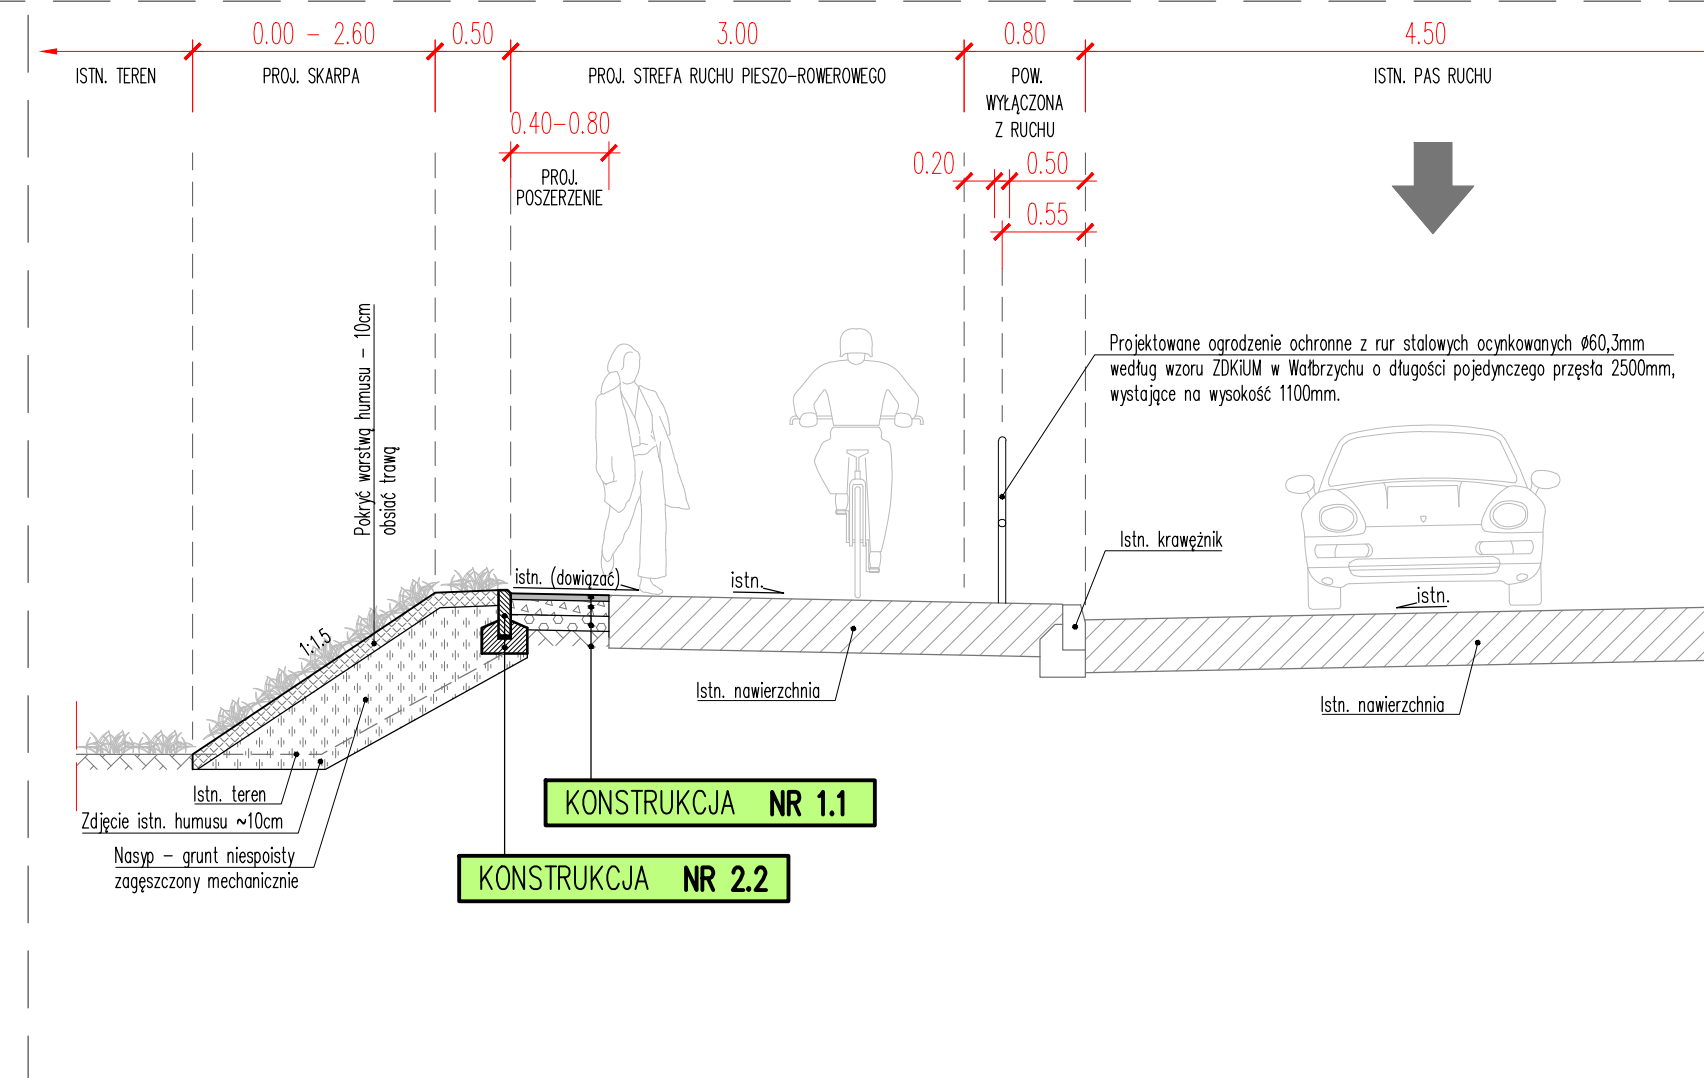 0.00 - 2.60
0.50
3.00
0.80
4.50
ISTN. TEREN
PROJ. SKARPA
PROJ. STREFA RUCHU PIESZO-ROWEROWEGO
POW.
WYŁĄCZONA
Z RUCHU
ISTN. PAS RUCHU
0.40-0.80
PROJ.
POSZERZENIE
0.20
0.50
0.55
Pokryć warstwą humusu - 10cm
obsiać trawą
Projektowane ogrodzenie ochronne z rur stalowych ocynkowanych Ø60,3mm
według wzoru ZDKiUM w Wałbrzychu o długości pojedynczego przęsła 2500mm,
wystające na wysokość 1100mm.
Istn. krawężnik
istn. (dowiązać)
istn.
istn.
1:1.5
Istn. nawierzchnia
Istn. nawierzchnia
Istn. teren
Zdjęcie istn. humusu ~10cm
Nasyp - grunt niespoisty
zagęszczony mechanicznie
KONSTRUKCJA NR 1.1
KONSTRUKCJA NR 2.2